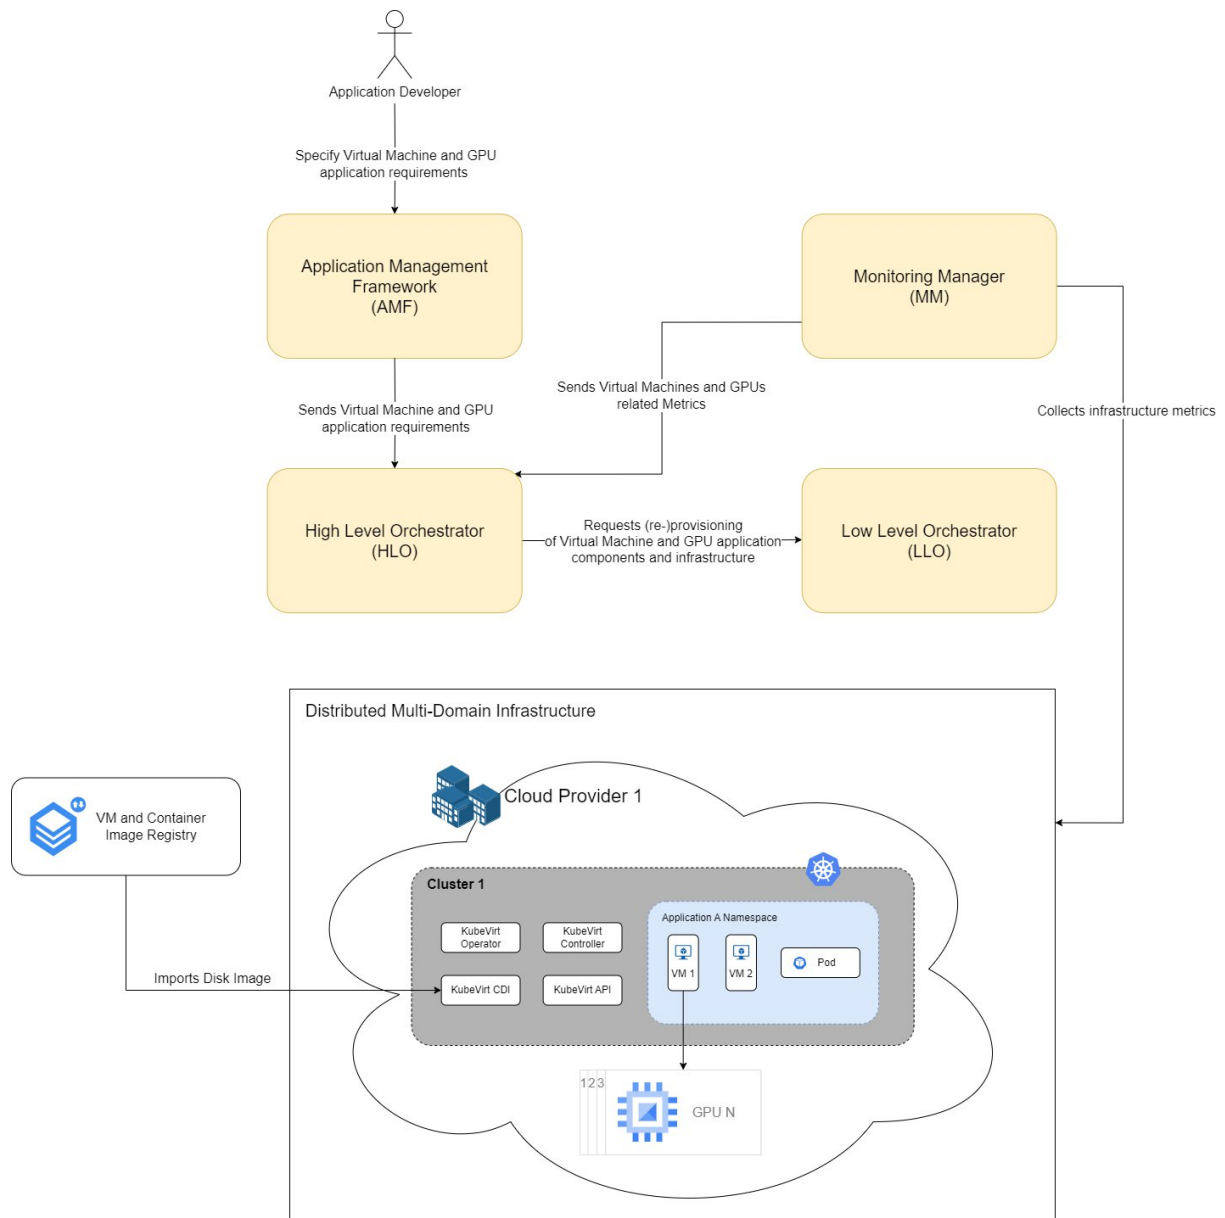 Application Developer
Specify Virtual Machine and GPU
application requirements
Application Management
Framework
(AMF)
Monitoring Manager
(MM)
Sends Virtual Machine and GPU
application requirements
Sends Virtual Machines and GPUs
related Metrics
Collects infrastructure metrics
High Level Orchestrator
(HLO)
Requests (re-)provisioning
of Virtual Machine and GPU application
components and infrastructure
Low Level Orchestrator
(LLO)
Distributed Multi-Domain Infrastructure
VM and Container
Image Registry
Cloud Provider 1
Cluster 1
KubeVirt
Operator
KubeVirt
Controller
Application A Namespace
VM 1
VM 2
Pod
Imports Disk Image
KubeVirt CDI
KubeVirt API
1 2 3
GPU N